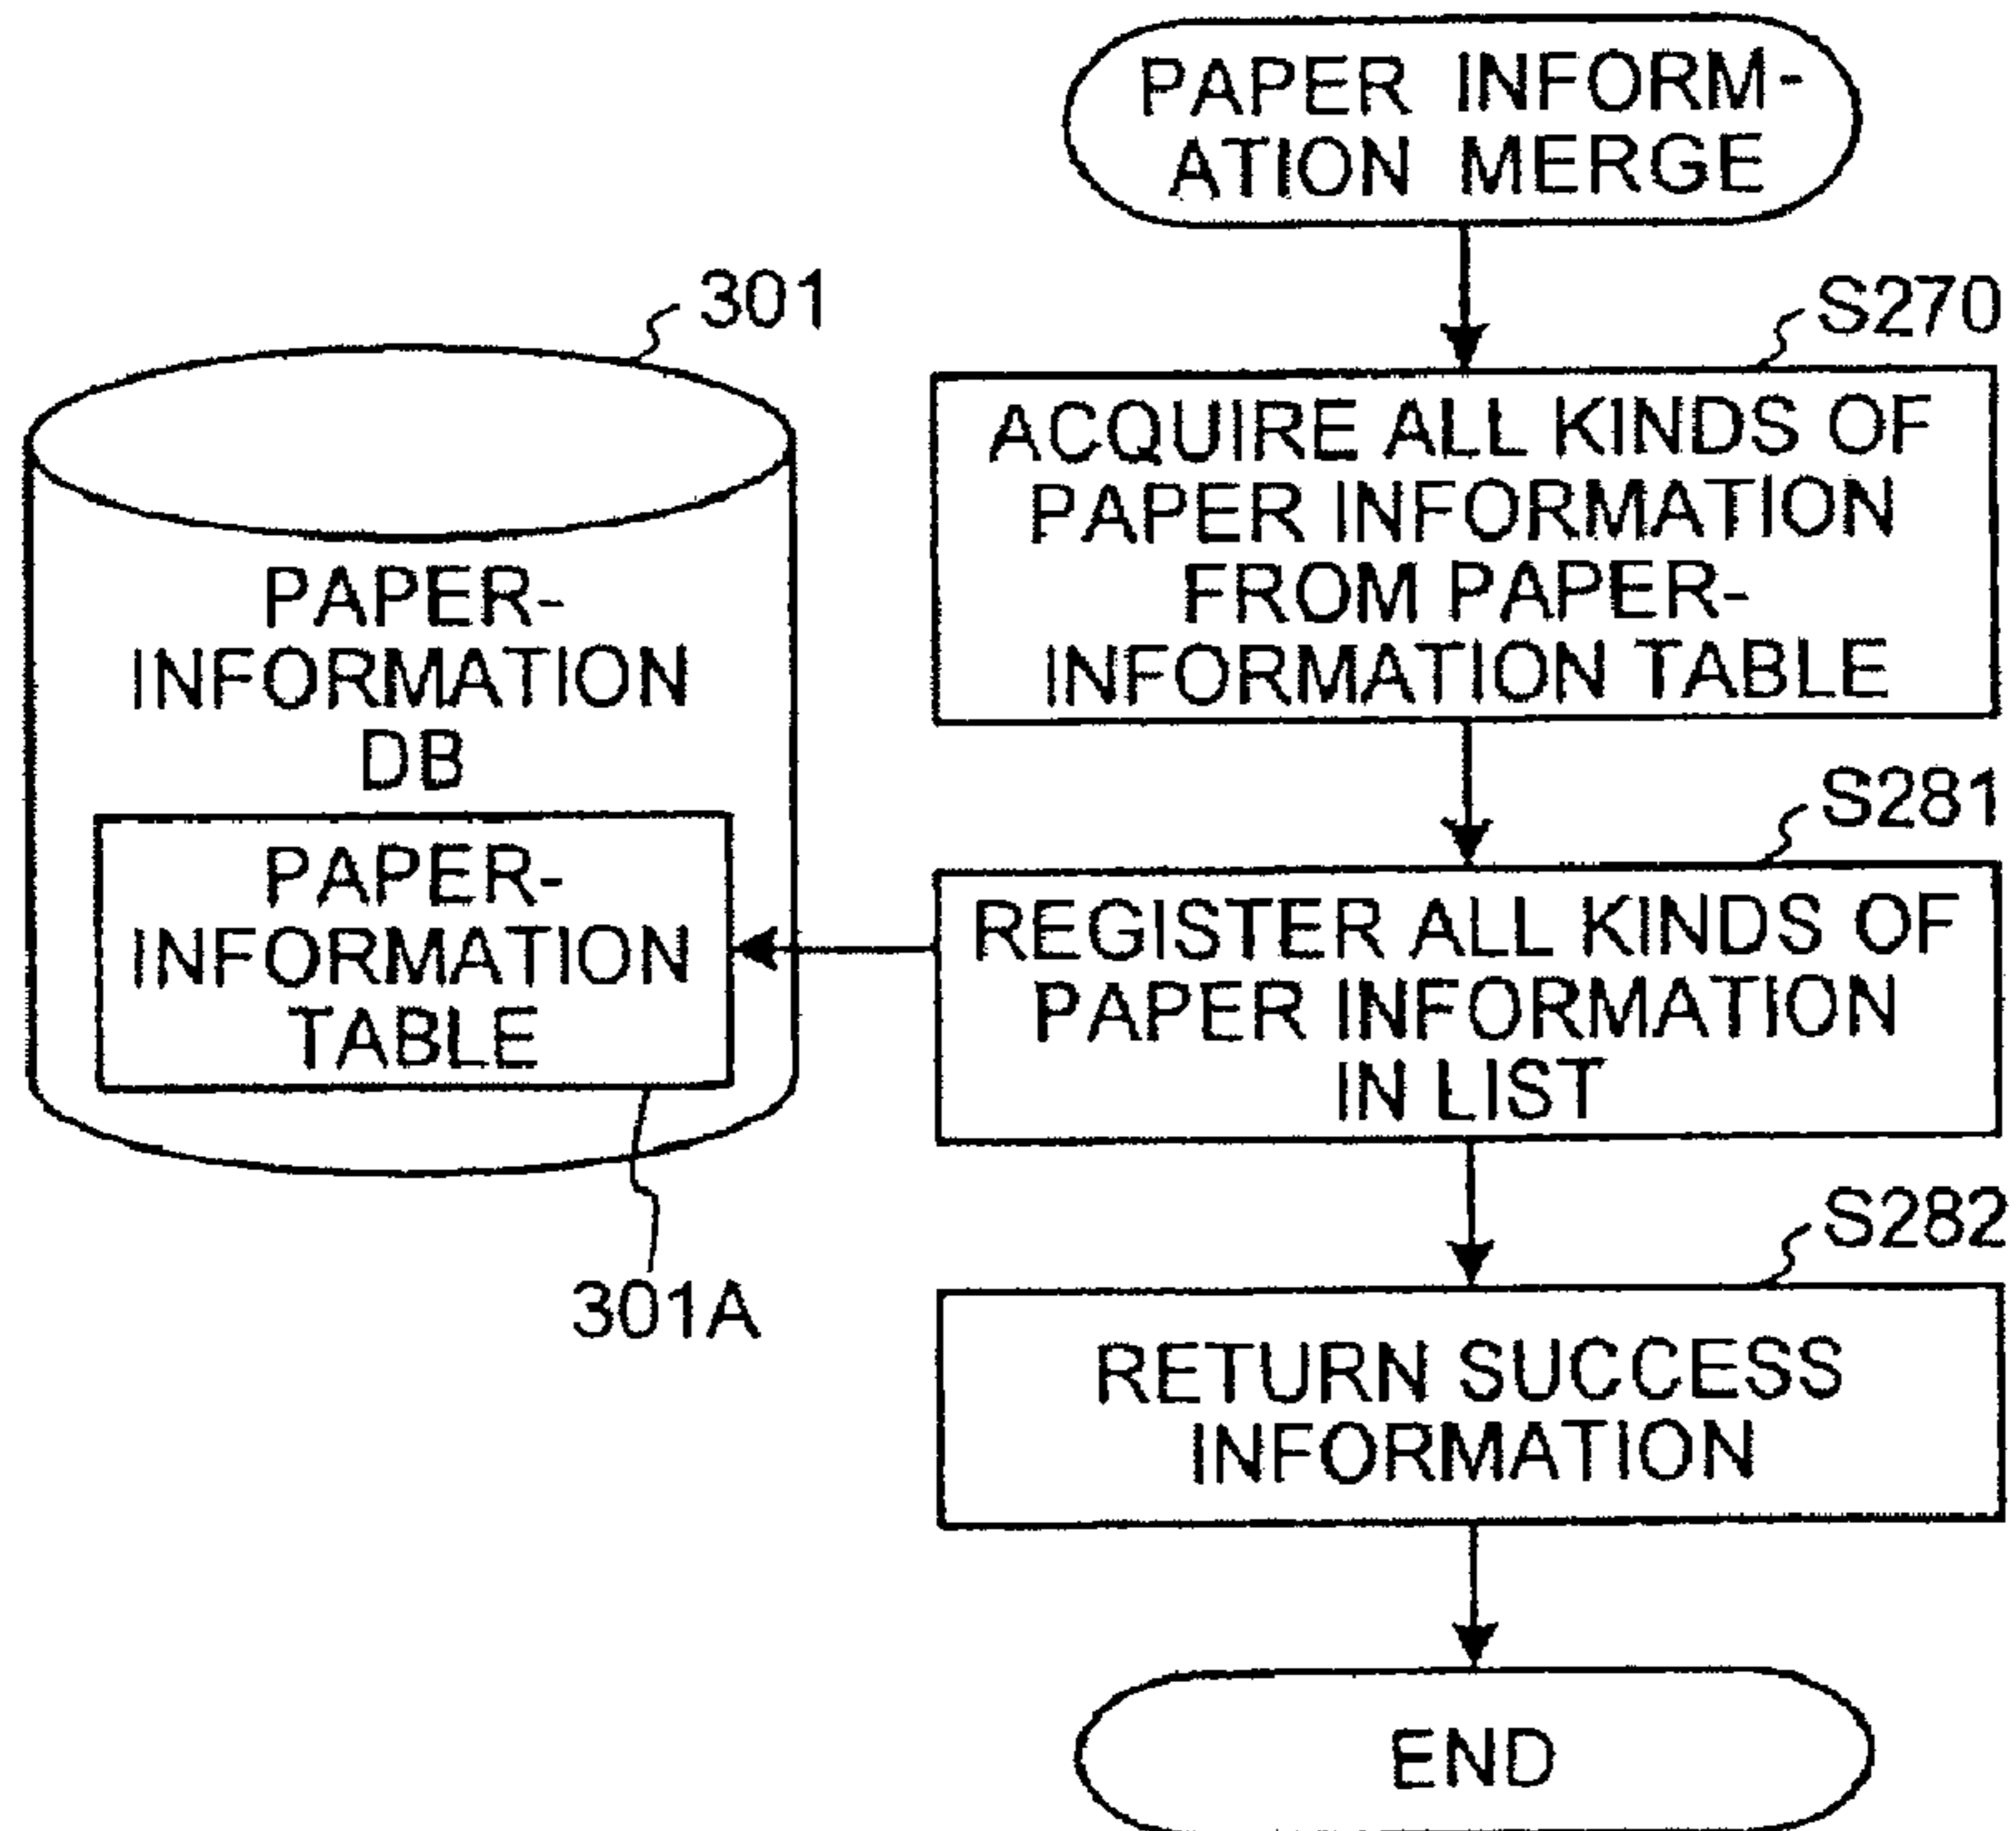 PAPER INFORM-
ATION MERGE
301
S270
ACQUIRE ALL KINDS OF
PAPER INFORMATION
FROM PAPER-
INFORMATION TABLE
PAPER-
INFORMATION
DB
S281
PAPER-
INFORMATION
TABLE
REGISTER ALL KINDS OF
PAPER INFORMATION
IN LIST
301A
S282
RETURN SUCCESS
INFORMATION
END